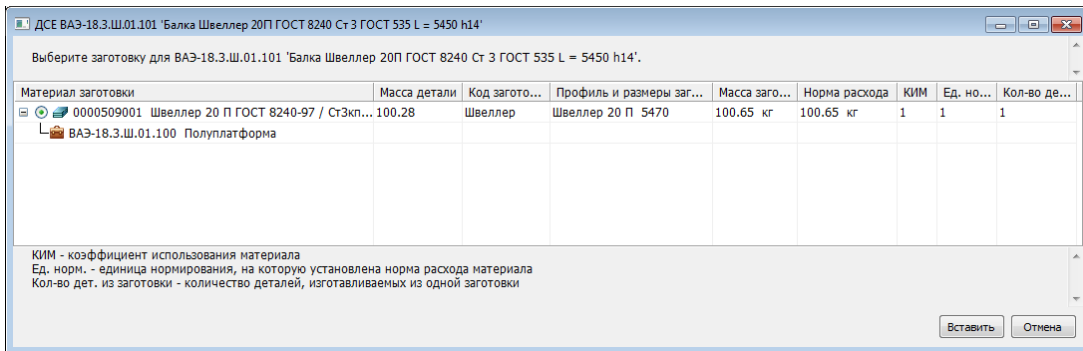 ДСЕ ВАЭ-18.3.Ш.01.101 'Балка Швеллер 20П ГОСТ 8240 Ст 3 ГОСТ 535 L = 5450 h14'
Выберите заготовку для ВАЭ-18.3.Ш.01.101 'Балка Швеллер 20П ГОСТ 8240 Ст 3 ГОСТ 535 L = 5450 h14'.
Материал заготовки Масса детали Код загото... Профиль и размеры заг... Масса заго... Норма расхода КИМ Ед. но... Кол-во де...
0000509001 Швеллер 20 П ГОСТ 8240-97 / Ст3кп... 100.28 Швеллер Швеллер 20 П 5470 100.65 кг 100.65 кг 1 1 1
ВАЭ-18.3.Ш.01.100 Полуплатформа
КИМ - коэффициент использования материала
Ед. норм. - единица нормирования, на которую установлена норма расхода материала
Кол-во дет. из заготовки - количество деталей, изготавливаемых из одной заготовки
Вставить Отмена